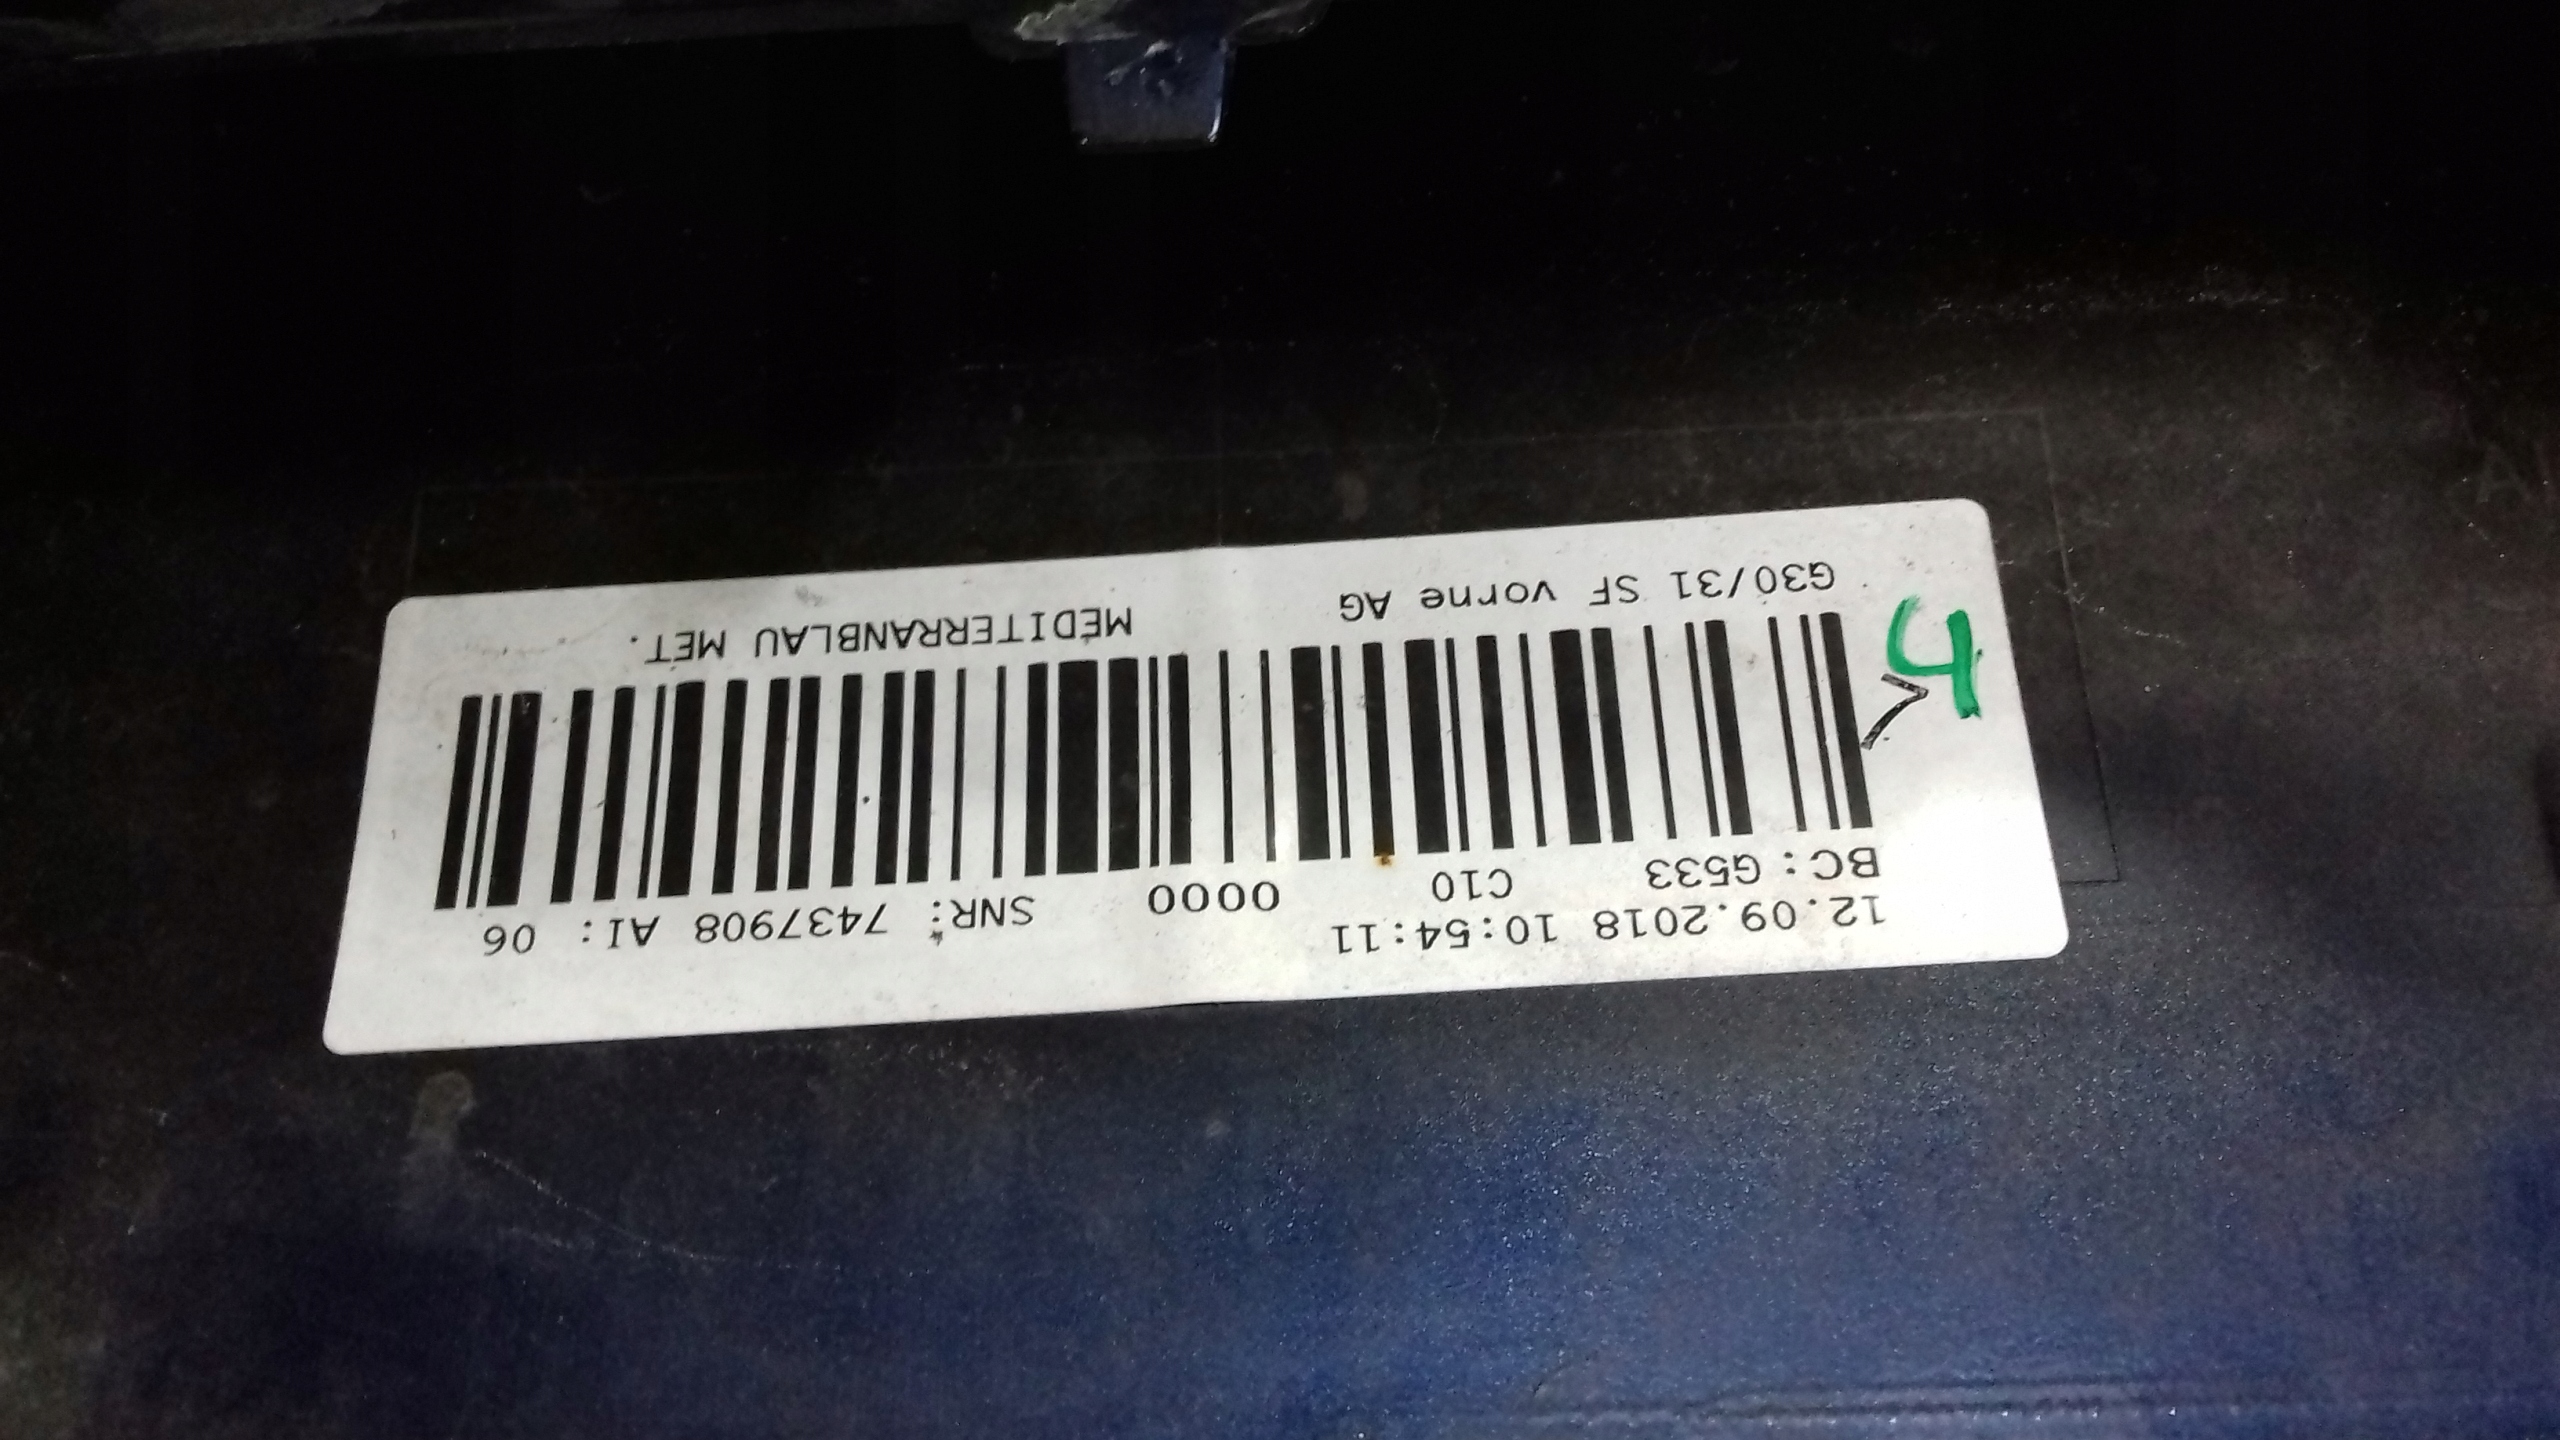 12.09.2018 10:54:11
BC: G533 C10 0000 SNR: 7437908 AI: 06
G30/31 SF vorne AG MEDITERRANBLAU MET.